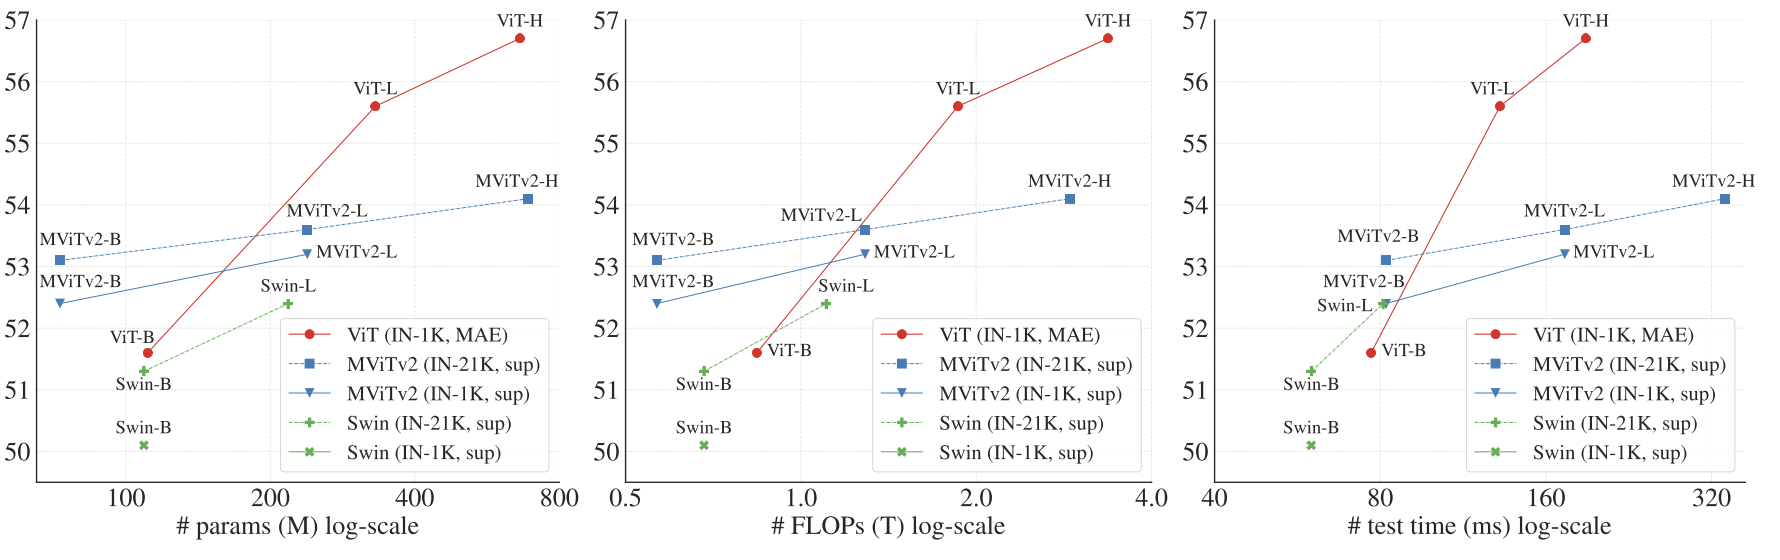 57
56
55
54
53
52
51
50
100
200
400
800
# params (M) log-scale
ViT-H
ViT-L
MViTv2-H
MViTv2-L
MViTv2-B
MViTv2-L
MViTv2-B
Swin-L
ViT-B
Swin-B
Swin-B
ViT (IN-1K, MAE)
MViTv2 (IN-21K, sup)
MViTv2 (IN-1K, sup)
Swin (IN-21K, sup)
Swin (IN-1K, sup)
57
56
55
54
53
52
51
50
0.5
1.0
2.0
4.0
# FLOPs (T) log-scale
ViT-H
ViT-L
MViTv2-H
MViTv2-L
MViTv2-B
MViTv2-L
MViTv2-B
Swin-L
ViT-B
Swin-B
Swin-B
ViT (IN-1K, MAE)
MViTv2 (IN-21K, sup)
MViTv2 (IN-1K, sup)
Swin (IN-21K, sup)
Swin (IN-1K, sup)
57
56
55
54
53
52
51
50
40
80
160
320
# test time (ms) log-scale
ViT-H
ViT-L
MViTv2-H
MViTv2-L
MViTv2-B
MViTv2-L
MViTv2-B
Swin-L
ViT-B
Swin-B
Swin-B
ViT (IN-1K, MAE)
MViTv2 (IN-21K, sup)
MViTv2 (IN-1K, sup)
Swin (IN-21K, sup)
Swin (IN-1K, sup)